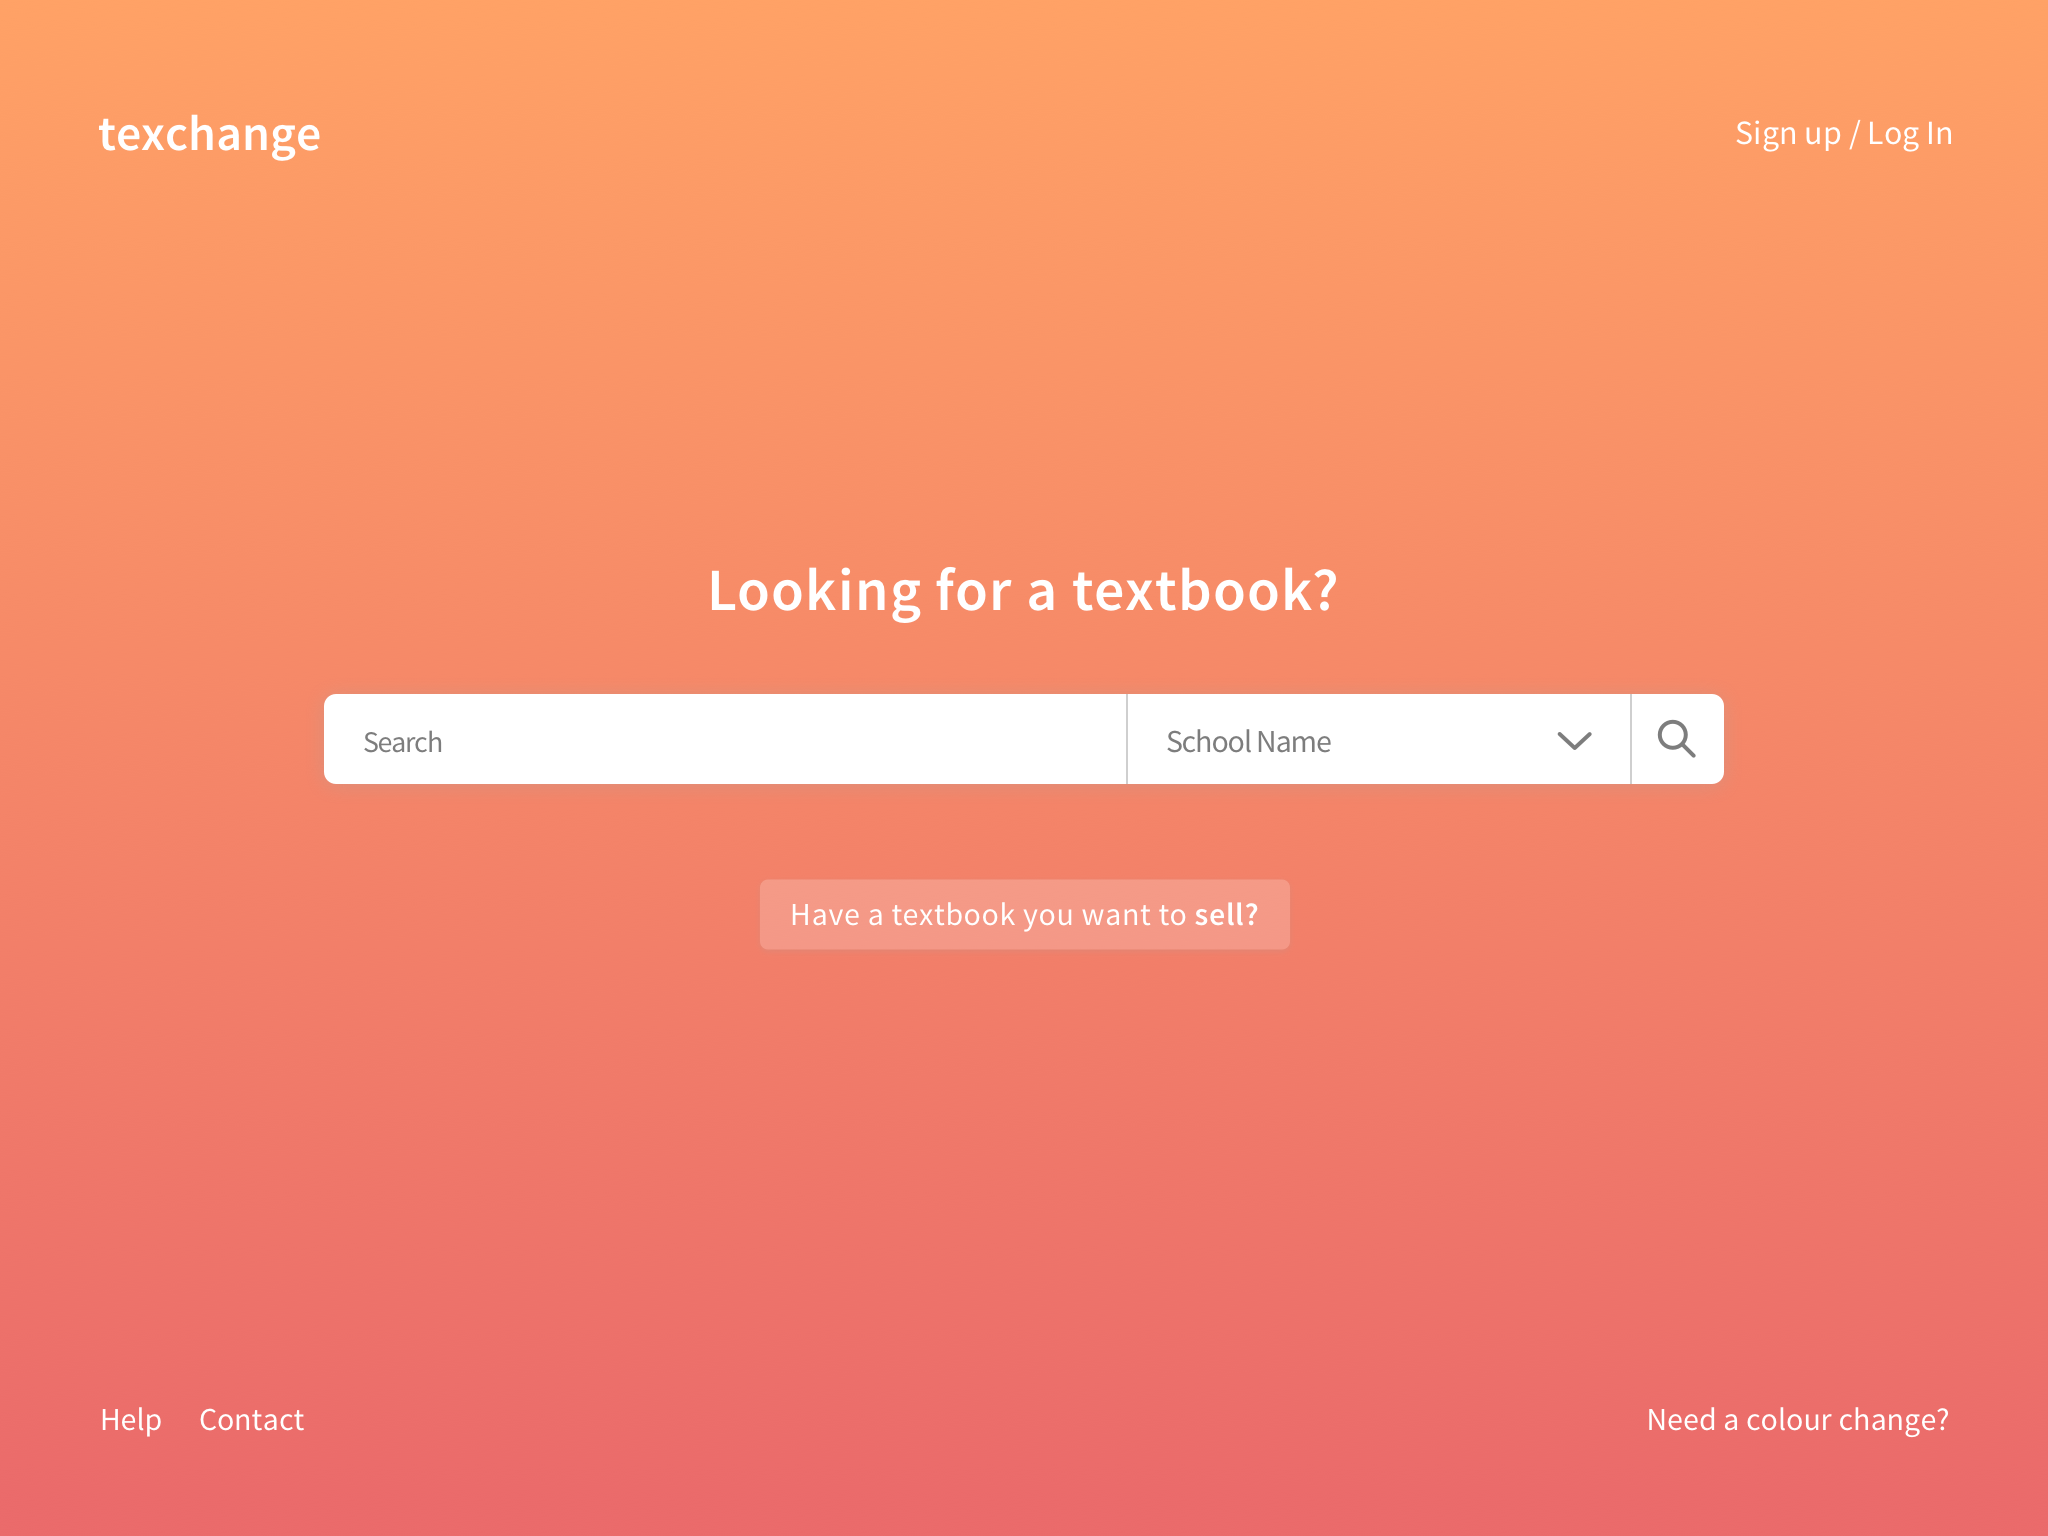 texchange
Sign up / Log In
Looking for a textbook?
Search
School Name
Have a textbook you want to sell?
Help
Contact
Need a colour change?